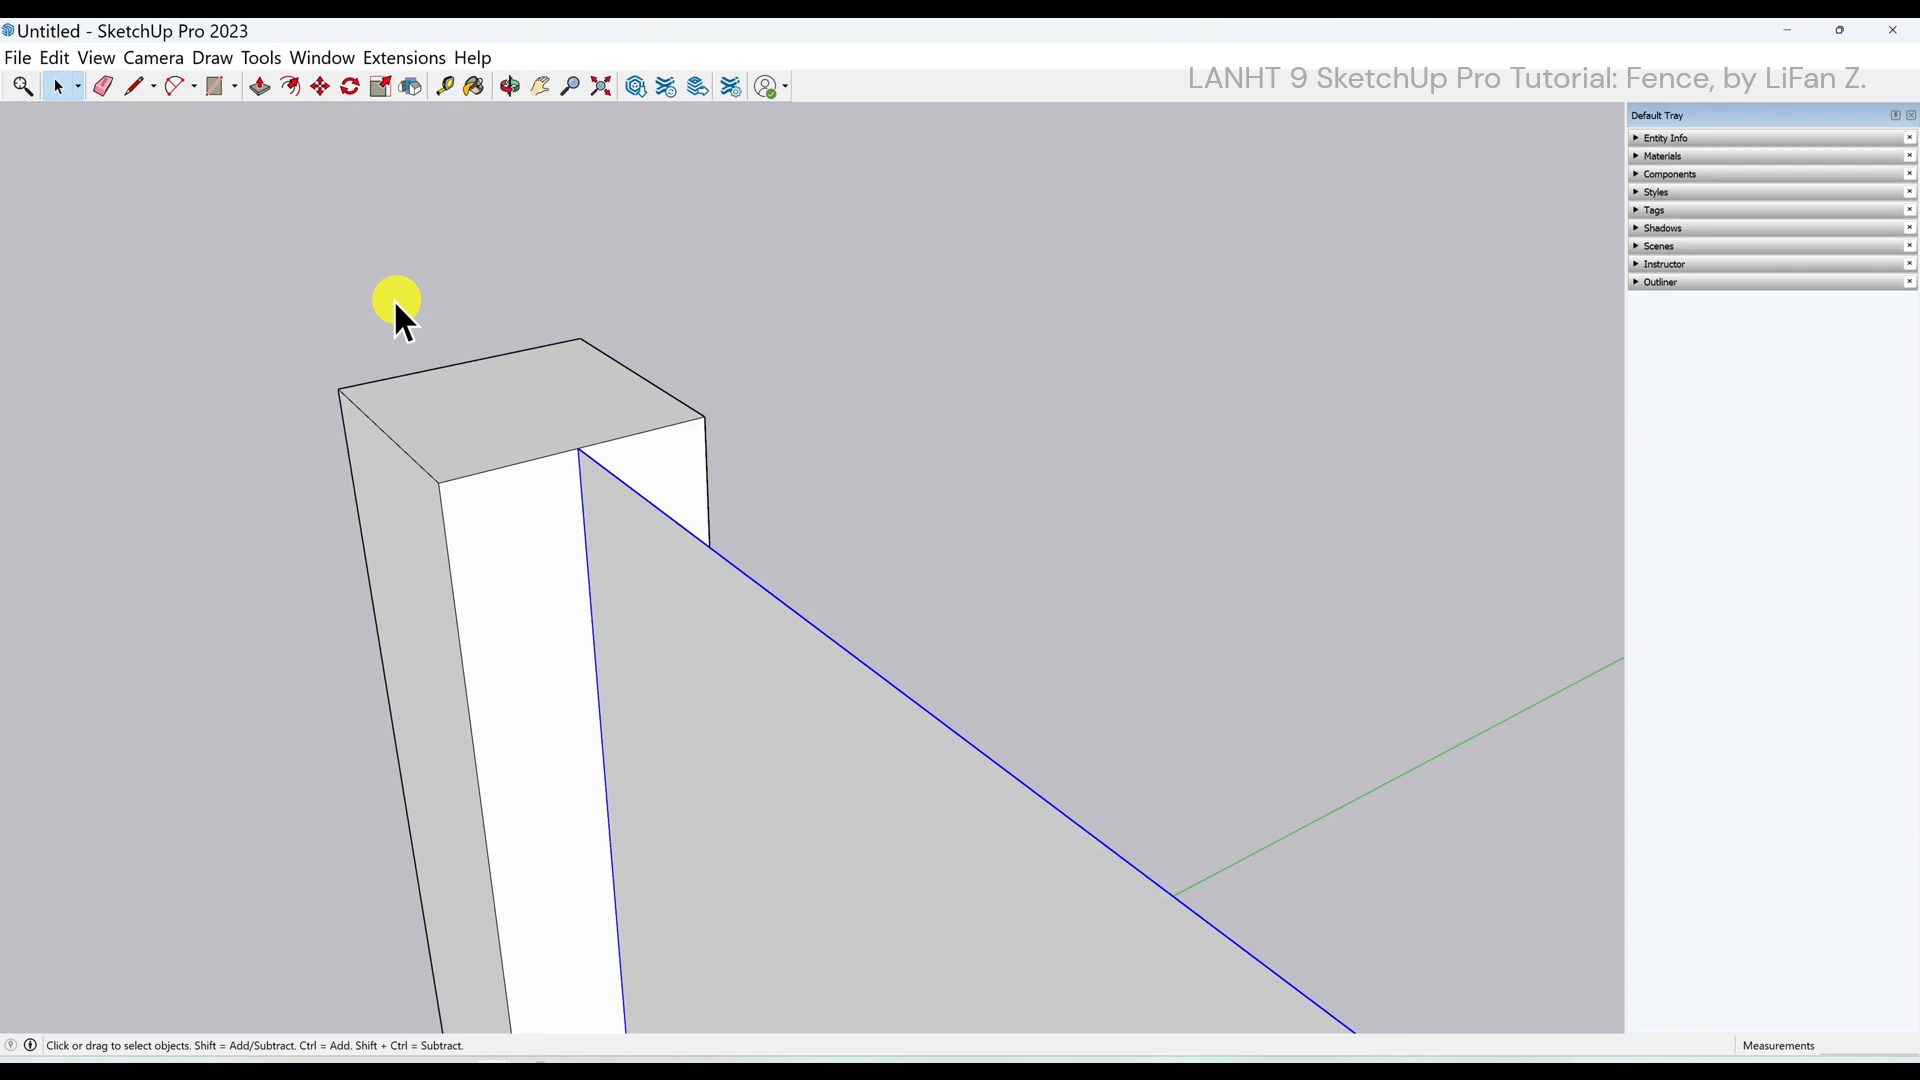 Untitled - SketchUp Pro 2023
File Edit View Camera Draw Tools Window Extensions Help
LANHT 9 SketchUp Pro Tutorial: Fence, by LiFan Z.
Default Tray
Entity Info
Materials
Components
Styles
Tags
Shadows
Scenes
Instructor
Outliner
Click or drag to select objects. Shift = Add/Subtract. Ctrl = Add. Shift + Ctrl = Subtract.
Measurements